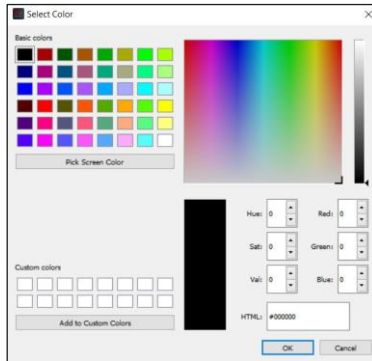 Select Color
Basic colors
Pick Screen Color
Hue: 0
Red: 0
Sat: 0
Green: 0
Val: 0
Blue: 0
Custom colors
HTML: #000000
Add to Custom Colors
OK
Cancel